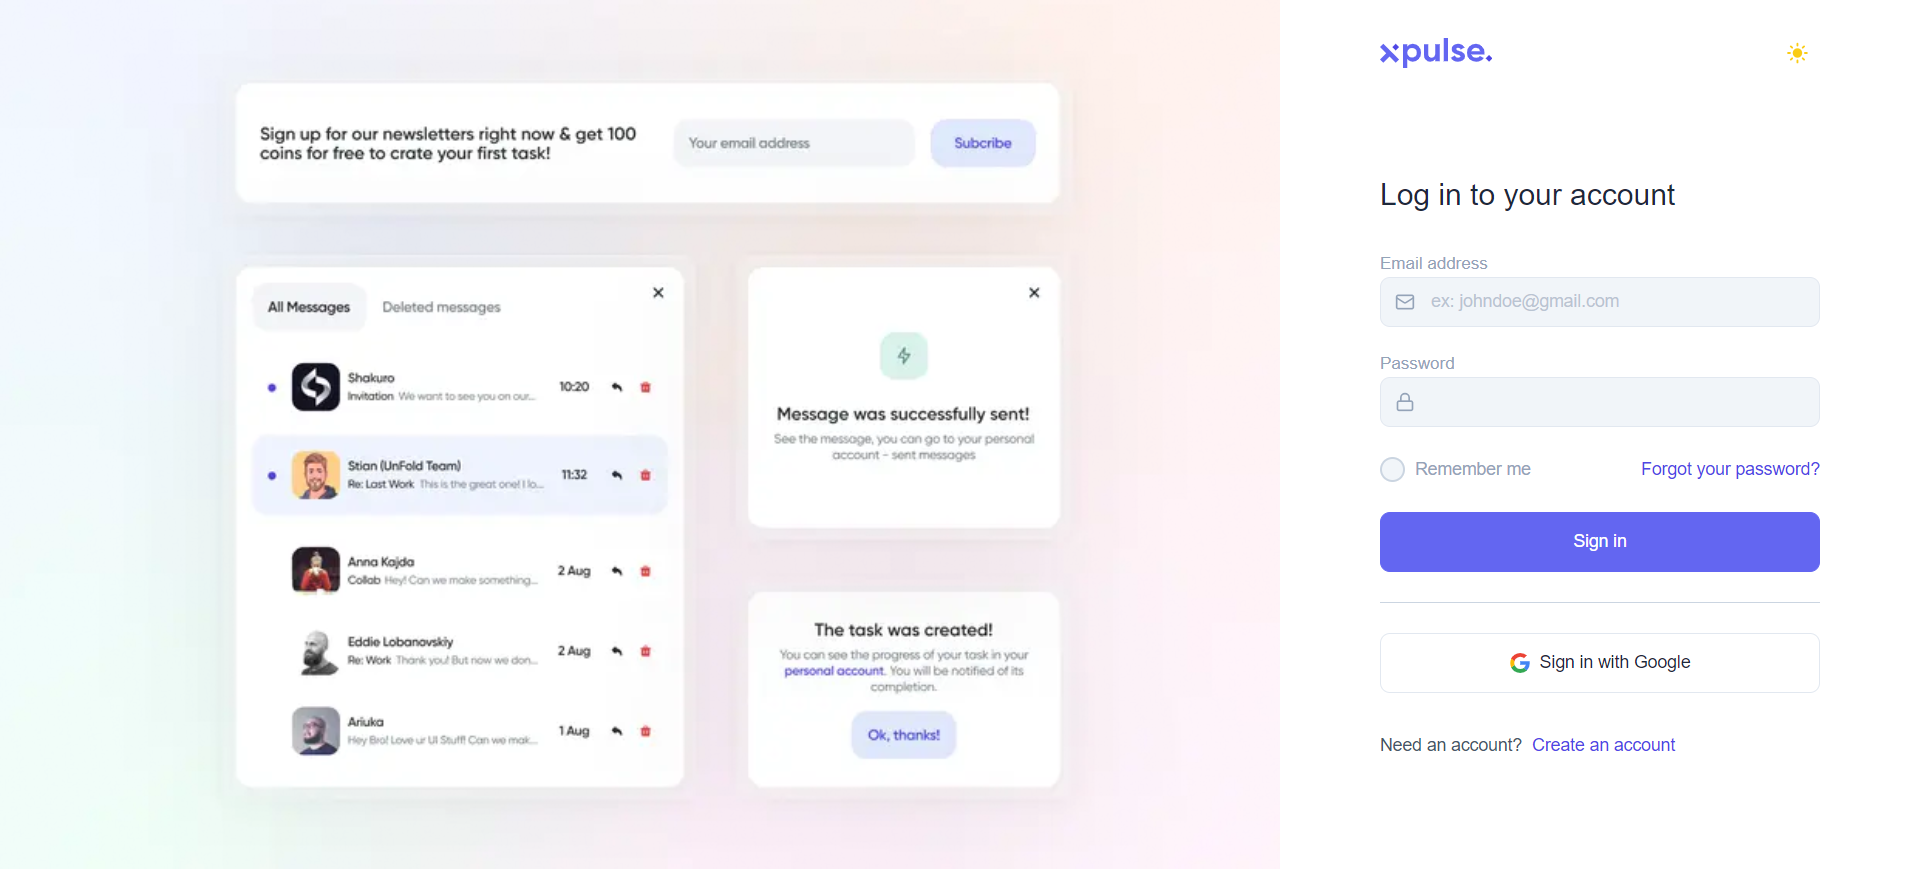 Sign up for our newsletters right now & get 100
coins for free to crate your first task!
Your email address
Subcribe
All Messages
Deleted messages
Shakuro
10:20
Invitation We want to see you on our...
Stian (UnFold Team)
11:32
Re: Last Work This is the great one! I lo...
Anna Kajda
2 Aug
Collab Hey! Can we make something...
Eddie Lobanovskiy
2 Aug
Re: Work Thank you! But now we don...
Ariuka
1 Aug
Hey Bro! Love ur UI Stuff! Can we mak...
Message was successfully sent!
See the message, you can go to your personal
account - sent messages
The task was created!
You can see the progress of your task in your
personal account. You will be notified of its
completion.
Ok, thanks!
xpulse.
Log in to your account
Email address
ex: johndoe@gmail.com
Password
Remember me
Forgot your password?
Sign in
Sign in with Google
Need an account? Create an account